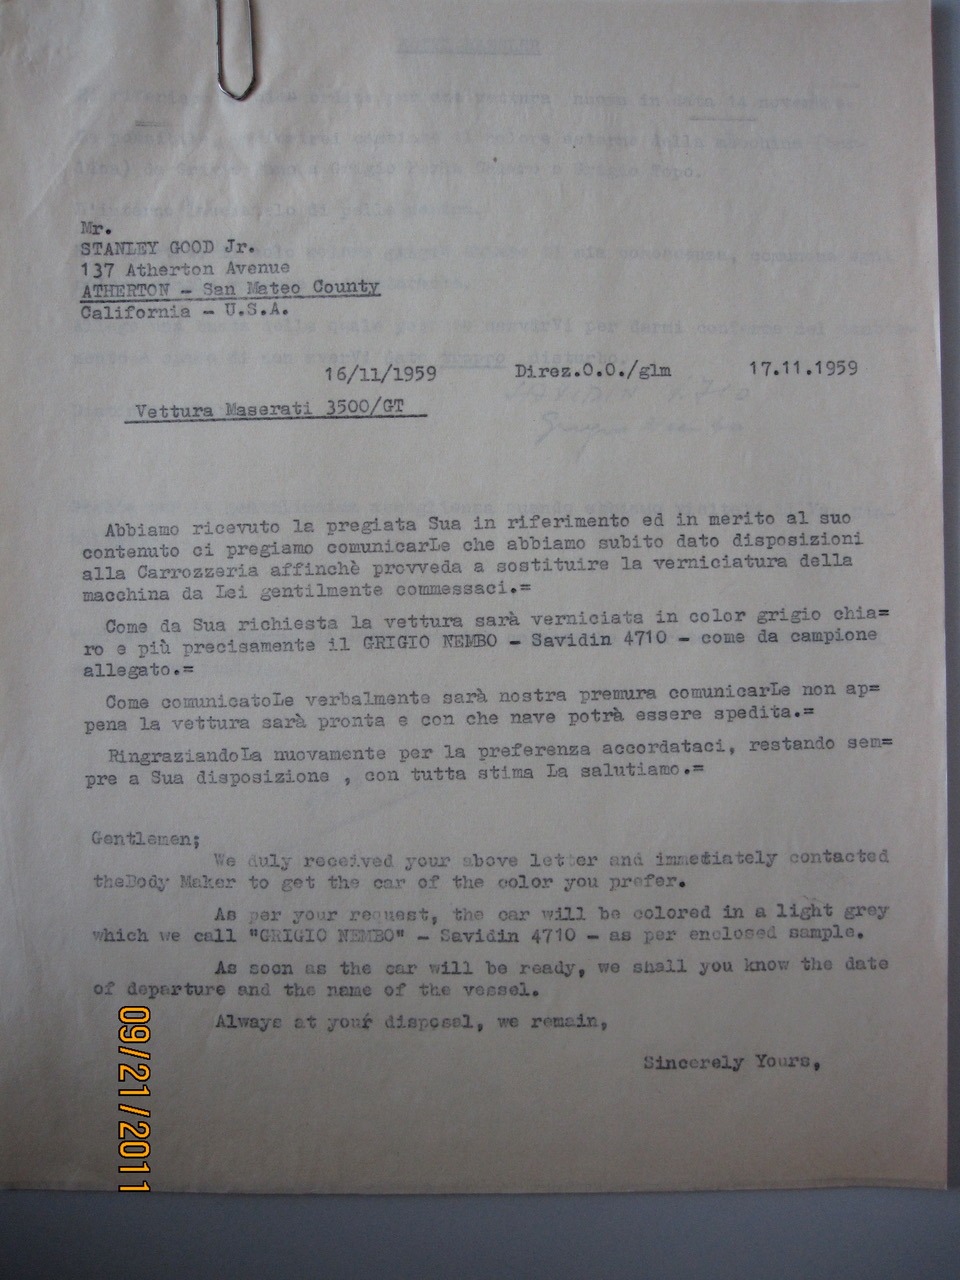 Mr.
STANLEY GOOD Jr.
137 Atherton Avenue
ATHERTON - San Mateo County
California - U.S.A.
16/11/1959 Direz.O.O./glm 17.11.1959
Vettura Maserati 3500/GT
Abbiamo ricevuto la pregiata Sua in riferimento ed in merito al suo
contenuto ci pregiamo comunicarLe che abbiamo subito dato disposizioni
alla Carrozzeria affinchè provveda a sostituire la verniciatura della
macchina da Lei gentilmente commessaci.=
Come da Sua richiesta la vettura sarà verniciata in color grigio chia=
ro e più precisamente il GRIGIO NEMBO - Savidin 4710 - come da campione
allegato.=
Come comunicatoLe verbalmente sarà nostra premura comunicarLe non ap=
pena la vettura sarà pronta e con che nave potrà essere spedita.=
RingraziandoLa nuovamente per la preferenza accordataci, restando sem=
pre a Sua disposizione , con tutta stima La salutiamo.=
Gentlemen;
We duly received your above letter and immediately contacted
theBody Maker to get the car of the color you prefer.
As per your request, the car will be colored in a light grey
which we call "GRIGIO NEMBO" - Savidin 4710 - as per enclosed sample.
As soon as the car will be ready, we shall you know the date
of departure and the name of the vessel.
Always at your disposal, we remain,
Sincerely Yours,
09/21/2011